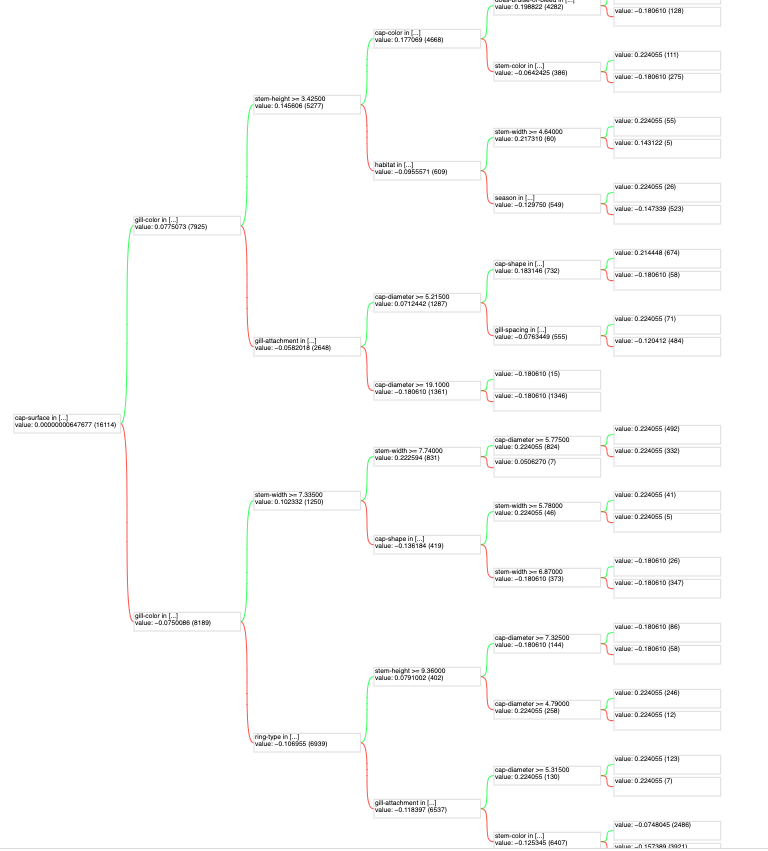 does-bruise-or-bleed in [...]
value: 0.198822 (4282)
value: −0.180610 (128)
cap-color in [...]
value: 0.177069 (4668)
stem-color in [...]
value: −0.0642425 (386)
value: 0.224055 (111)
value: −0.180610 (275)
stem-height >= 3.42500
value: 0.145606 (5277)
stem-width >= 4.64000
value: 0.217310 (60)
value: 0.224055 (55)
value: 0.143122 (5)
habitat in [...]
value: −0.0955571 (609)
season in [...]
value: −0.129750 (549)
value: 0.224055 (26)
value: −0.147339 (523)
gill-color in [...]
value: 0.0775073 (7925)
cap-shape in [...]
value: 0.183146 (732)
value: 0.214448 (674)
value: −0.180610 (58)
cap-diameter >= 5.21500
value: 0.0712442 (1287)
gill-spacing in [...]
value: −0.0763449 (555)
value: 0.224055 (71)
value: −0.120412 (484)
gill-attachment in [...]
value: −0.0582018 (2648)
cap-diameter >= 19.1000
value: −0.180610 (1361)
value: −0.180610 (15)
value: −0.180610 (1346)
cap-surface in [...]
value: 0.00000000647677 (16114)
stem-width >= 7.74000
value: 0.222594 (831)
cap-diameter >= 5.77500
value: 0.224055 (824)
value: 0.224055 (492)
value: 0.224055 (332)
value: 0.0506270 (7)
stem-width >= 7.33500
value: 0.102332 (1250)
stem-width >= 5.78000
value: 0.224055 (46)
value: 0.224055 (41)
value: 0.224055 (5)
cap-shape in [...]
value: −0.136184 (419)
stem-width >= 6.87000
value: −0.180610 (373)
value: −0.180610 (26)
value: −0.180610 (347)
gill-color in [...]
value: −0.0750086 (8189)
cap-diameter >= 7.32500
value: −0.180610 (144)
value: −0.180610 (86)
value: −0.180610 (58)
stem-height >= 9.36000
value: 0.0791002 (402)
cap-diameter >= 4.79000
value: 0.224055 (258)
value: 0.224055 (246)
value: 0.224055 (12)
ring-type in [...]
value: −0.106955 (6939)
cap-diameter >= 5.31500
value: 0.224055 (130)
value: 0.224055 (123)
value: 0.224055 (7)
gill-attachment in [...]
value: −0.118397 (6537)
stem-color in [...]
value: −0.125345 (6407)
value: −0.0748045 (2486)
value: −0.157389 (3921)